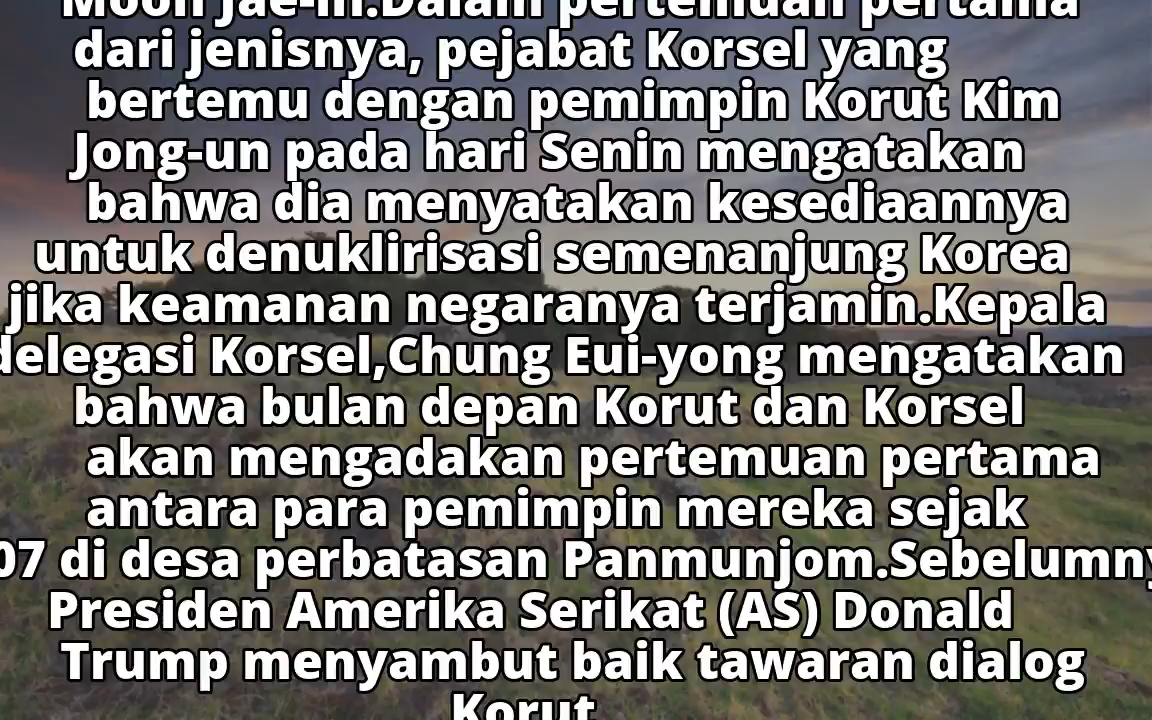 Moon Jae-in.Dalam pertemuan pertama
dari jenisnya, pejabat Korsel yang
bertemu dengan pemimpin Korut Kim
Jong-un pada hari Senin mengatakan
bahwa dia menyatakan kesediaannya
untuk denuklirisasi semenanjung Korea
jika keamanan negaranya terjamin.Kepala
delegasi Korsel,Chung Eui-yong mengatakan
bahwa bulan depan Korut dan Korsel
akan mengadakan pertemuan pertama
antara para pemimpin mereka sejak
07 di desa perbatasan Panmunjom.Sebelumny
Presiden Amerika Serikat (AS) Donald
Trump menyambut baik tawaran dialog
Korut